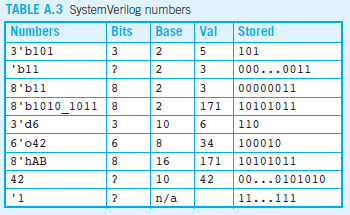 TABLE A.3 SystemVerilog numbers
Numbers Bits Base Val Stored
3'b101 3 2 5 101
'b11 ? 2 3 000...0011
8'b11 8 2 3 00000011
8'b1010_1011 8 2 171 10101011
3'd6 3 10 6 110
6'o42 6 8 34 100010
8'hAB 8 16 171 10101011
42 ? 10 42 00...0101010
'1 ? n/a 11...111